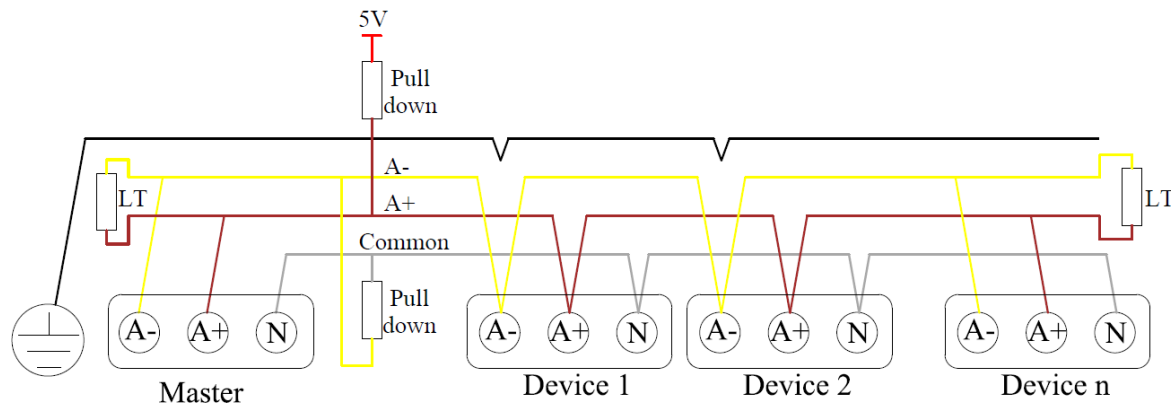 5V
Pull
down
A-
LT
A+
LT
Common
Pull
down
A- A+ N
A- A+ N
A- A+ N
A- A+ N
Master
Device 1
Device 2
Device n